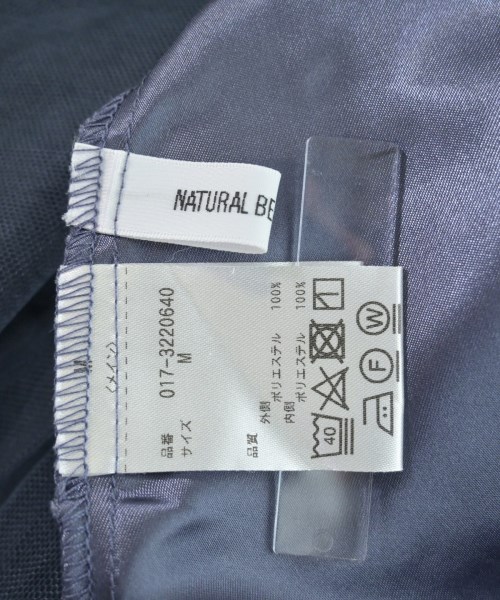 NATURAL BE
M
(メイン)
品番 017-3220640
サイズ M
品質 外側 ポリエステル 100%
内側 ポリエステル 100%
40
F
W